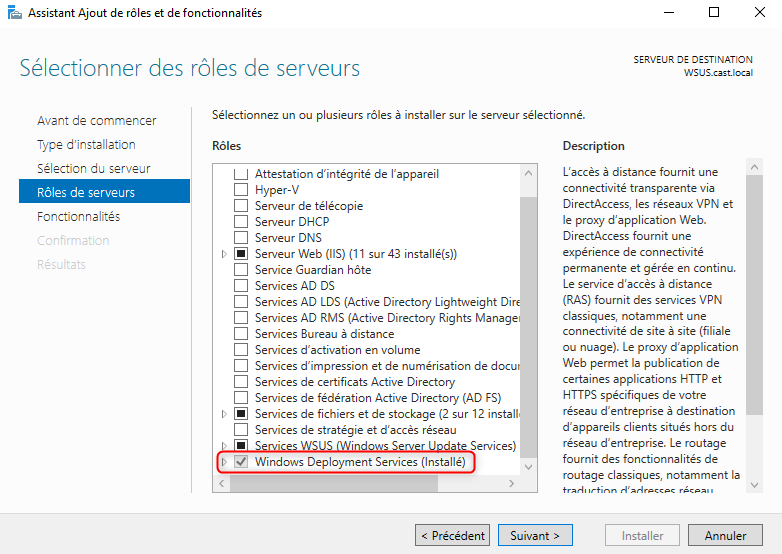 Assistant Ajout de rôles et de fonctionnalités
Sélectionner des rôles de serveurs
SERVEUR DE DESTINATION
WSUS.cast.local
Avant de commencer
Type d'installation
Sélection du serveur
Rôles de serveurs
Fonctionnalités
Confirmation
Résultats
Sélectionnez un ou plusieurs rôles à installer sur le serveur sélectionné.
Rôles
Attestation d'intégrité de l'appareil
Hyper-V
Serveur de télécopie
Serveur DHCP
Serveur DNS
Serveur Web (IIS) (11 sur 43 installé(s))
Service Guardian hôte
Services AD DS
Services AD LDS (Active Directory Lightweight Dire
Services AD RMS (Active Directory Rights Manager
Services Bureau à distance
Services d'activation en volume
Services d'impression et de numérisation de docu
Services de certificats Active Directory
Services de fédération Active Directory (AD FS)
Services de fichiers et de stockage (2 sur 12 install
Services de stratégie et d'accès réseau
Services WSUS (Windows Server Update Services)
Windows Deployment Services (Installé)
Description
L'accès à distance fournit une
connectivité transparente via
DirectAccess, les réseaux VPN et
le proxy d'application Web.
DirectAccess fournit une
expérience de connectivité
permanente et gérée en continu.
Le service d'accès à distance
(RAS) fournit des services VPN
classiques, notamment une
connectivité de site à site (filiale
ou nuage). Le proxy d'application
Web permet la publication de
certaines applications HTTP et
HTTPS spécifiques de votre
réseau d'entreprise à destination
d'appareils clients situés hors du
réseau d'entreprise. Le routage
fournit des fonctionnalités de
routage classiques, notamment la
traduction d'adresses réseau
< Précédent
Suivant >
Installer
Annuler